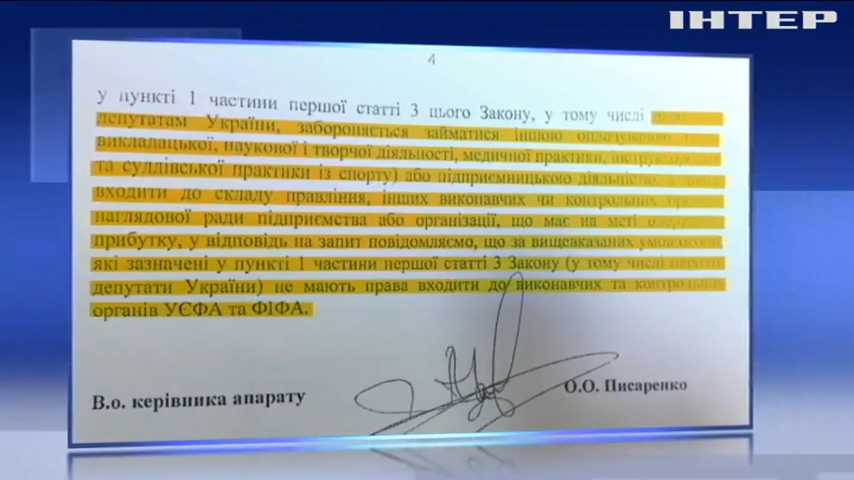 ІНТЕР
4
у пункті 1 частини першої статті 3 цього Закону, у тому числі
депутатам України, забороняється займатися іншою оплачуваною
викладацької, наукової і творчої діяльності, медичної практики,
та суддівської практики із спорту) або підприємницькою діяльністю,
входити до складу правління, інших виконавчих чи контрольних
наглядової ради підприємства або організації, що має на меті
прибутку, у відповідь на запит повідомляємо, що за вищевказаних умов
які зазначені у пункті 1 частини першої статті 3 Закону (у тому числі
депутати України) не мають права входити до виконавчих та контрольних
органів УЄФА та ФІФА.
В.о. керівника апарату
О.О. Писаренко